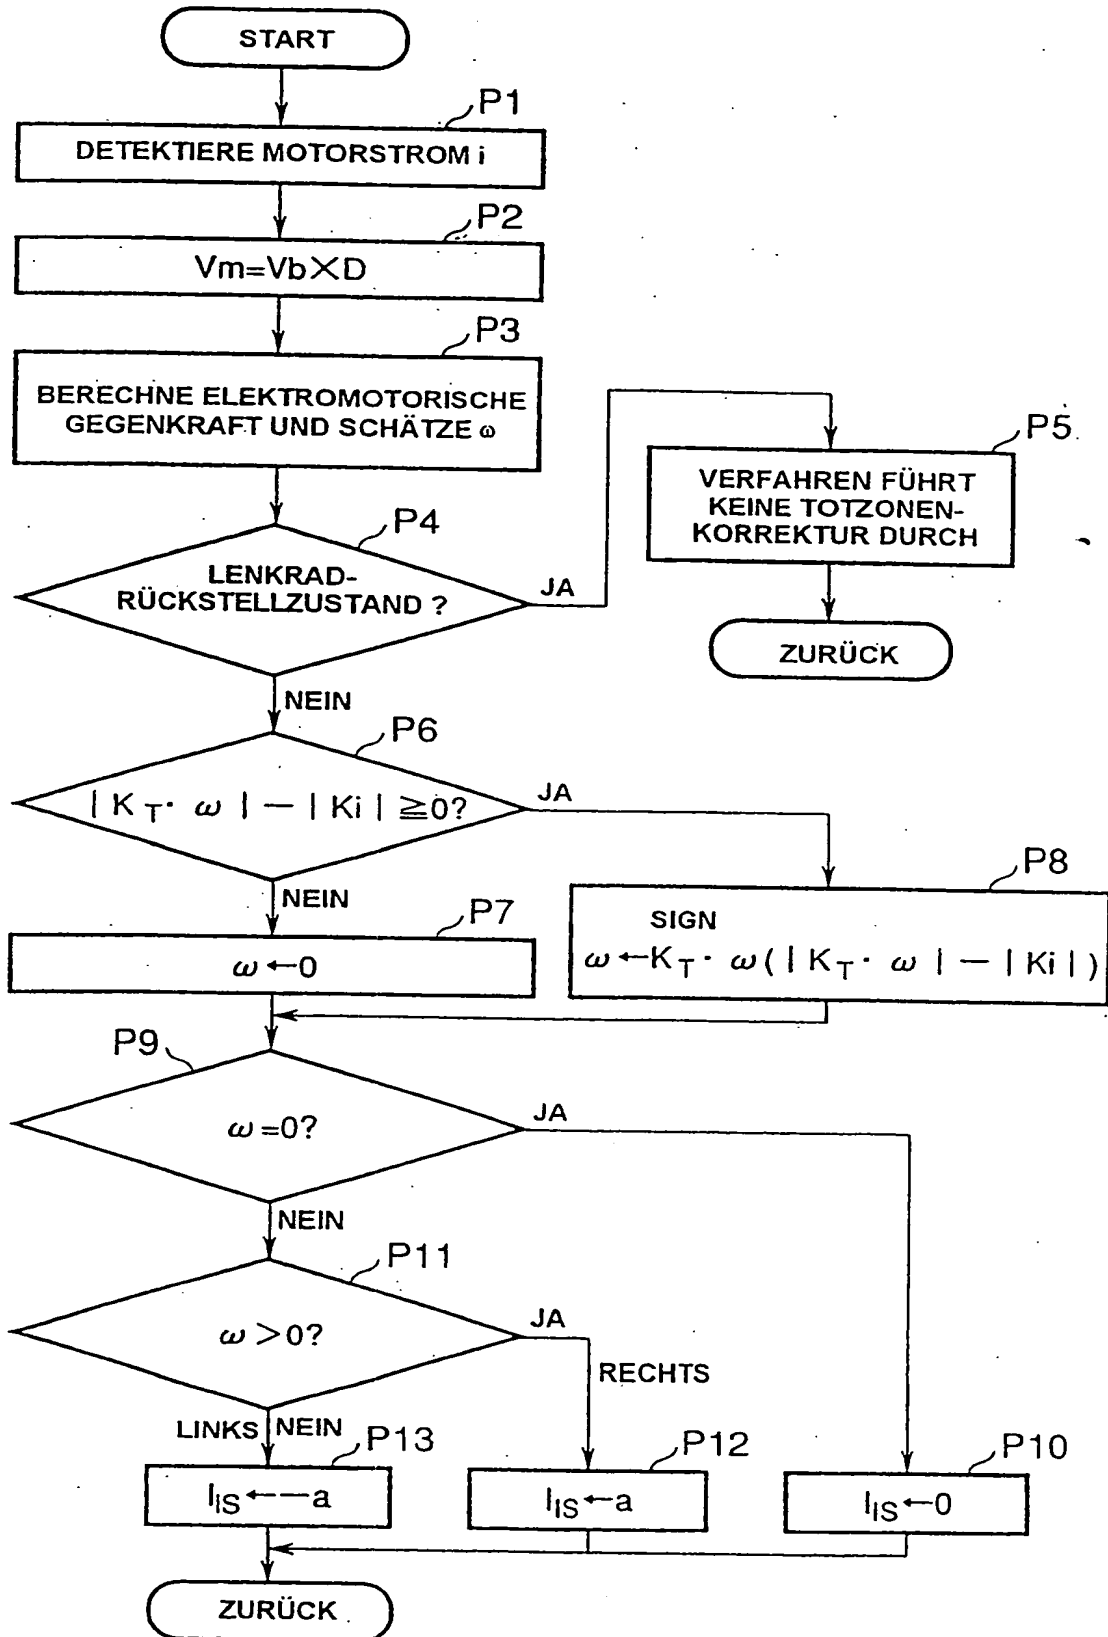 START
P1
DETEKTIERE MOTORSTROM i
P2
Vm=Vb×D
P3
BERECHNE ELEKTROMOTORISCHE
GEGENKRAFT UND SCHÄTZE ω
P5
VERFAHREN FÜHRT
KEINE TOTZONEN-
KORREKTUR DURCH
ZURÜCK
P4
LENKRAD-
RÜCKSTELLZUSTAND ?
JA
NEIN
P6
| K_T · ω | — | Ki | ≧0?
JA
NEIN
P8
SIGN
ω ←K_T · ω ( | K_T · ω | — | Ki | )
P7
ω ←0
P9
ω =0?
JA
NEIN
P11
ω >0?
JA
RECHTS
LINKS NEIN
P13
I_IS ←—a
P12
I_IS ←a
P10
I_IS ←0
ZURÜCK